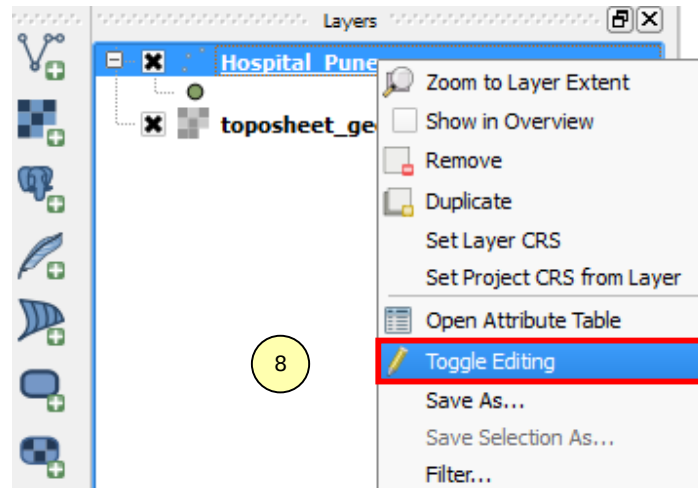 Layers
Hospital_Pune
toposheet_ge
Zoom to Layer Extent
Show in Overview
Remove
Duplicate
Set Layer CRS
Set Project CRS from Layer
Open Attribute Table
8
Toggle Editing
Save As...
Save Selection As...
Filter...